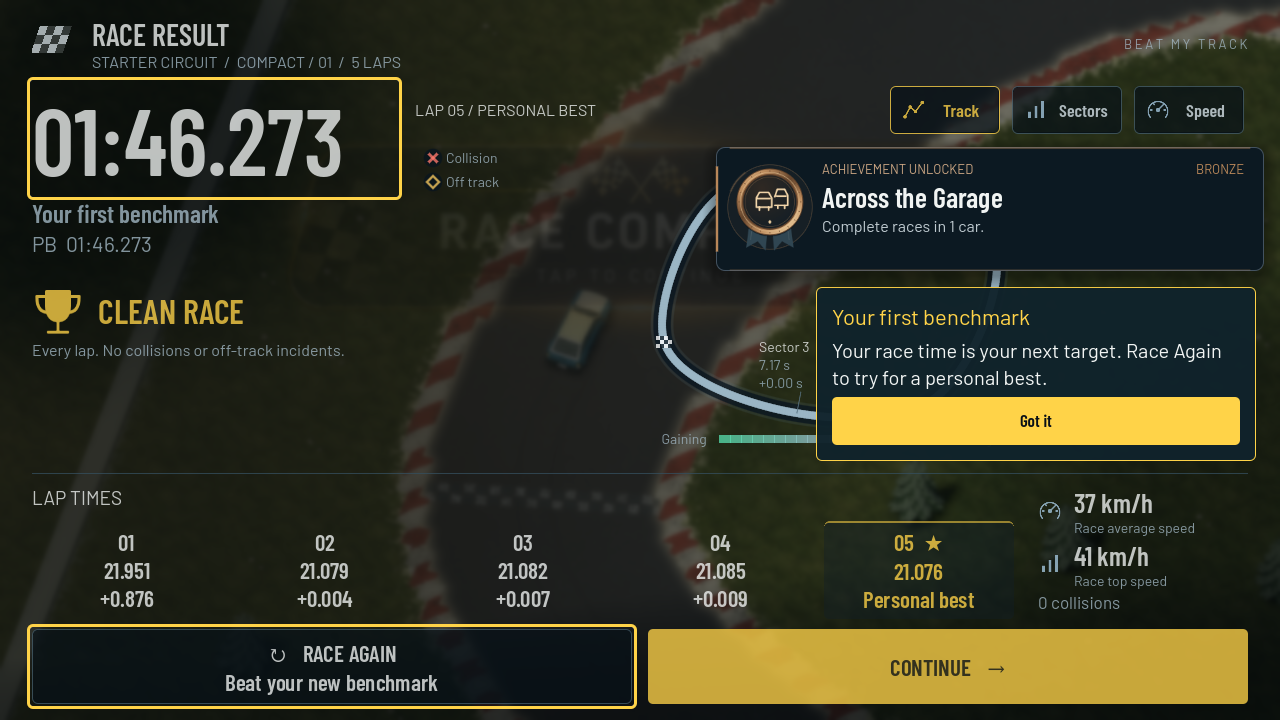 RACE RESULT
STARTER CIRCUIT / COMPACT / 01 / 5 LAPS
BEAT MY TRACK
01:46.273
LAP 05 / PERSONAL BEST
Collision
Off track
Track
Sectors
Speed
Your first benchmark
PB 01:46.273
ACHIEVEMENT UNLOCKED
BRONZE
Across the Garage
Complete races in 1 car.
RACE COM
CLEAN RACE
Every lap. No collisions or off-track incidents.
Your first benchmark
Your race time is your next target. Race Again
to try for a personal best.
Got it
Sector 3
7.17 s
+0.00 s
Gaining
LAP TIMES
01
21.951
+0.876
02
21.079
+0.004
03
21.082
+0.007
04
21.085
+0.009
05 ★
21.076
Personal best
37 km/h
Race average speed
41 km/h
Race top speed
0 collisions
↻ RACE AGAIN
Beat your new benchmark
CONTINUE →